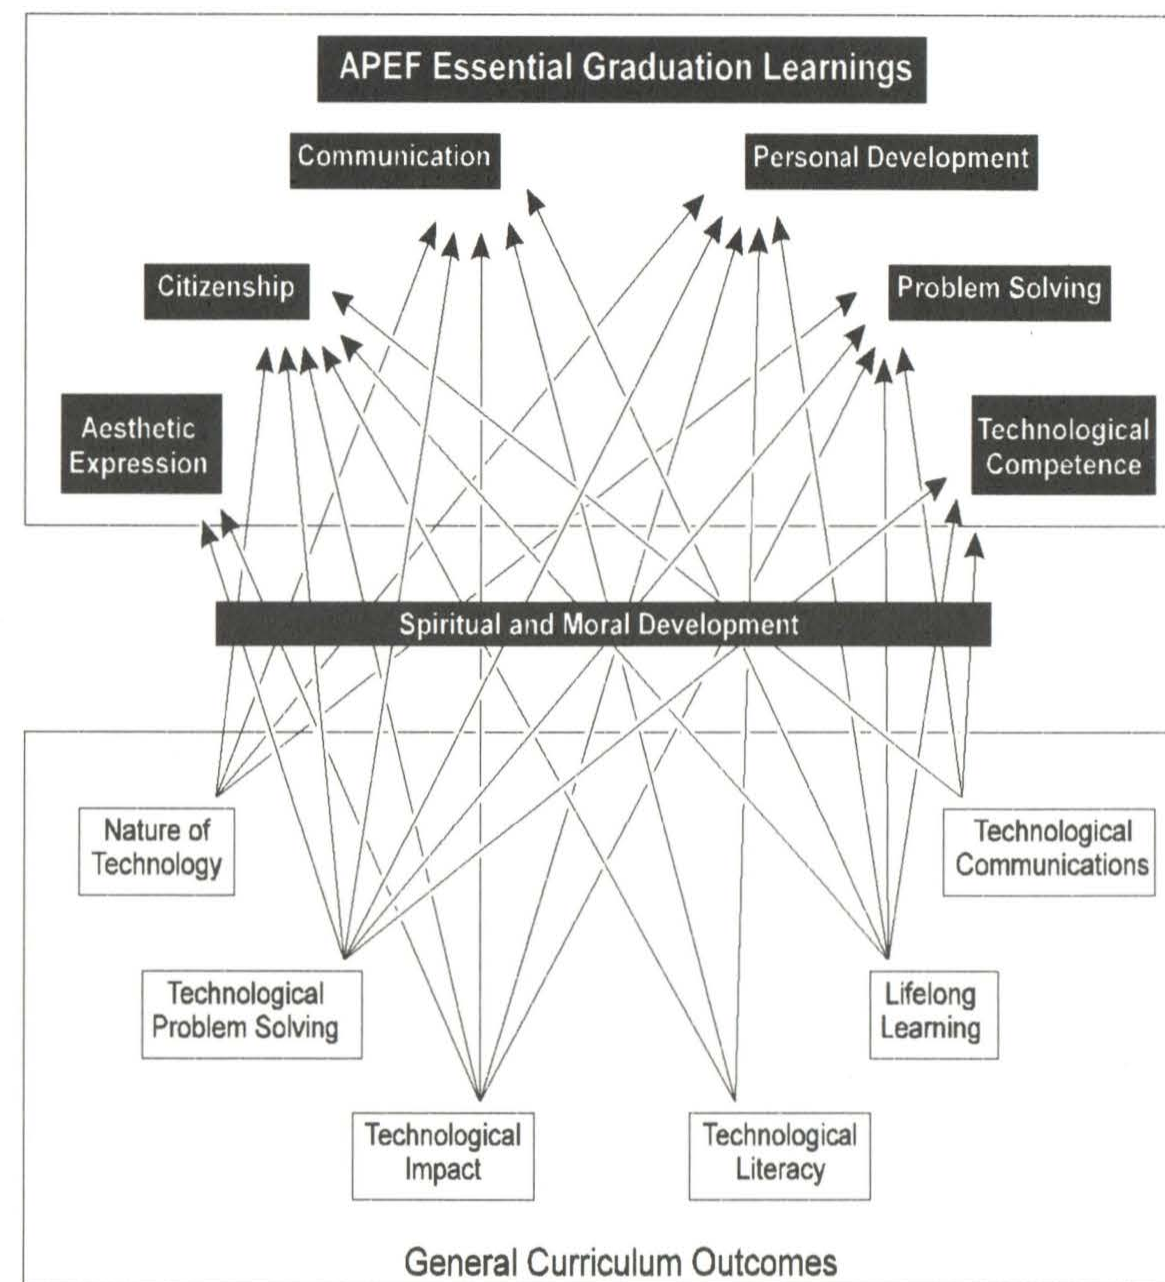 APEF Essential Graduation Learnings
Communication
Personal Development
Citizenship
Problem Solving
Aesthetic
Expression
Technological
Competence
Spiritual and Moral Development
Nature of
Technology
Technological
Communications
Technological
Problem Solving
Lifelong
Learning
Technological
Impact
Technological
Literacy
General Curriculum Outcomes